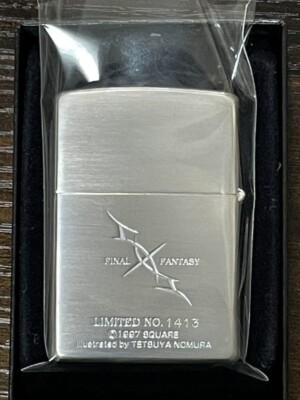 FINAL FANTASY
LIMITED NO. 1413
©1997 SQUARE
illustrated by TETSUYA NOMURA